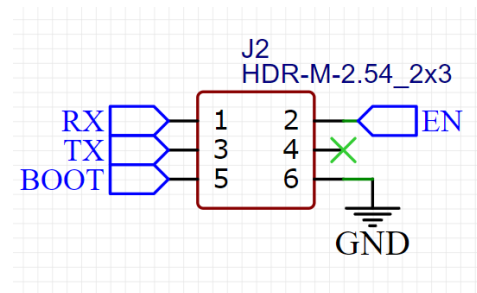 J2
HDR-M-2.54_2x3
RX 1 2 EN
TX 3 4
BOOT 5 6
GND